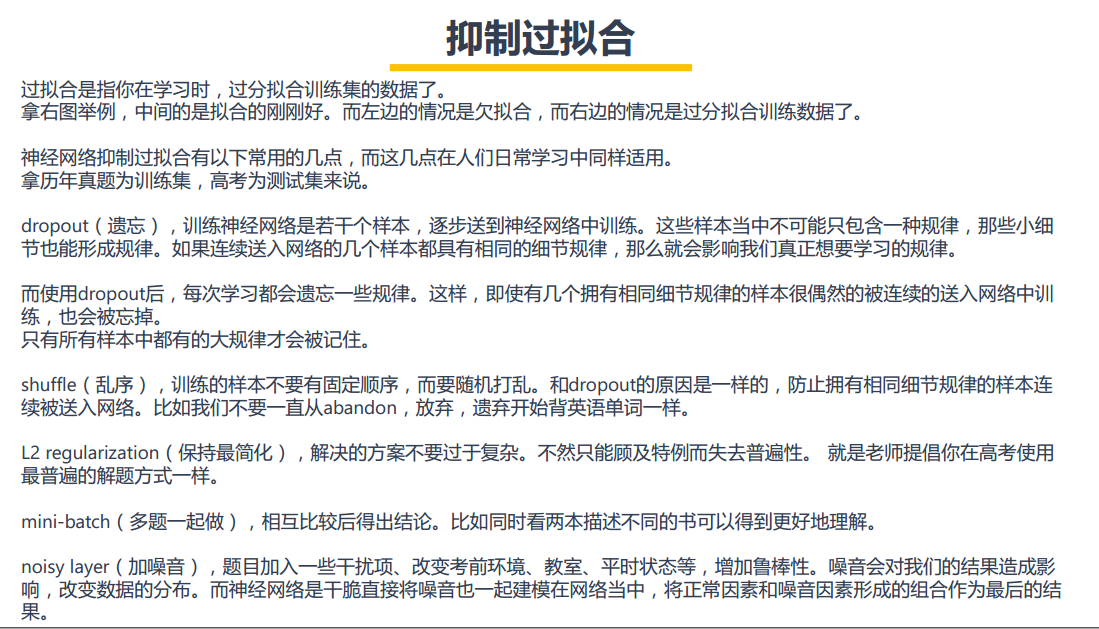 抑制过拟合
过拟合是指你在学习时，过分拟合训练集的数据了。
拿右图举例，中间的是拟合的刚刚好。而左边的情况是欠拟合，而右边的情况是过分拟合训练数据了。
神经网络抑制过拟合有以下常用的几点，而这几点在人们日常学习中同样适用。
拿历年真题为训练集，高考为测试集来说。
dropout（遗忘），训练神经网络是若干个样本，逐步送到神经网络中训练。这些样本当中不可能只包含一种规律，那些小细
节也能形成规律。如果连续送入网络的几个样本都具有相同的细节规律，那么就会影响我们真正想要学习的规律。
而使用dropout后，每次学习都会遗忘一些规律。这样，即使有几个拥有相同细节规律的样本很偶然的被连续的送入网络中训
练，也会被忘掉。
只有所有样本中都有的大规律才会被记住。
shuffle（乱序），训练的样本不要有固定顺序，而要随机打乱。和dropout的原因是一样的，防止拥有相同细节规律的样本连
续被送入网络。比如我们不要一直从abandon，放弃，遗弃开始背英语单词一样。
L2 regularization（保持最简化），解决的方案不要过于复杂。不然只能顾及特例而失去普遍性。 就是老师提倡你在高考使用
最普遍的解题方式一样。
mini-batch（多题一起做），相互比较后得出结论。比如同时看两本描述不同的书可以得到更好地理解。
noisy layer（加噪音），题目加入一些干扰项、改变考前环境、教室、平时状态等，增加鲁棒性。噪音会对我们的结果造成影
响，改变数据的分布。而神经网络是干脆直接将噪音也一起建模在网络当中，将正常因素和噪音因素形成的组合作为最后的结
果。